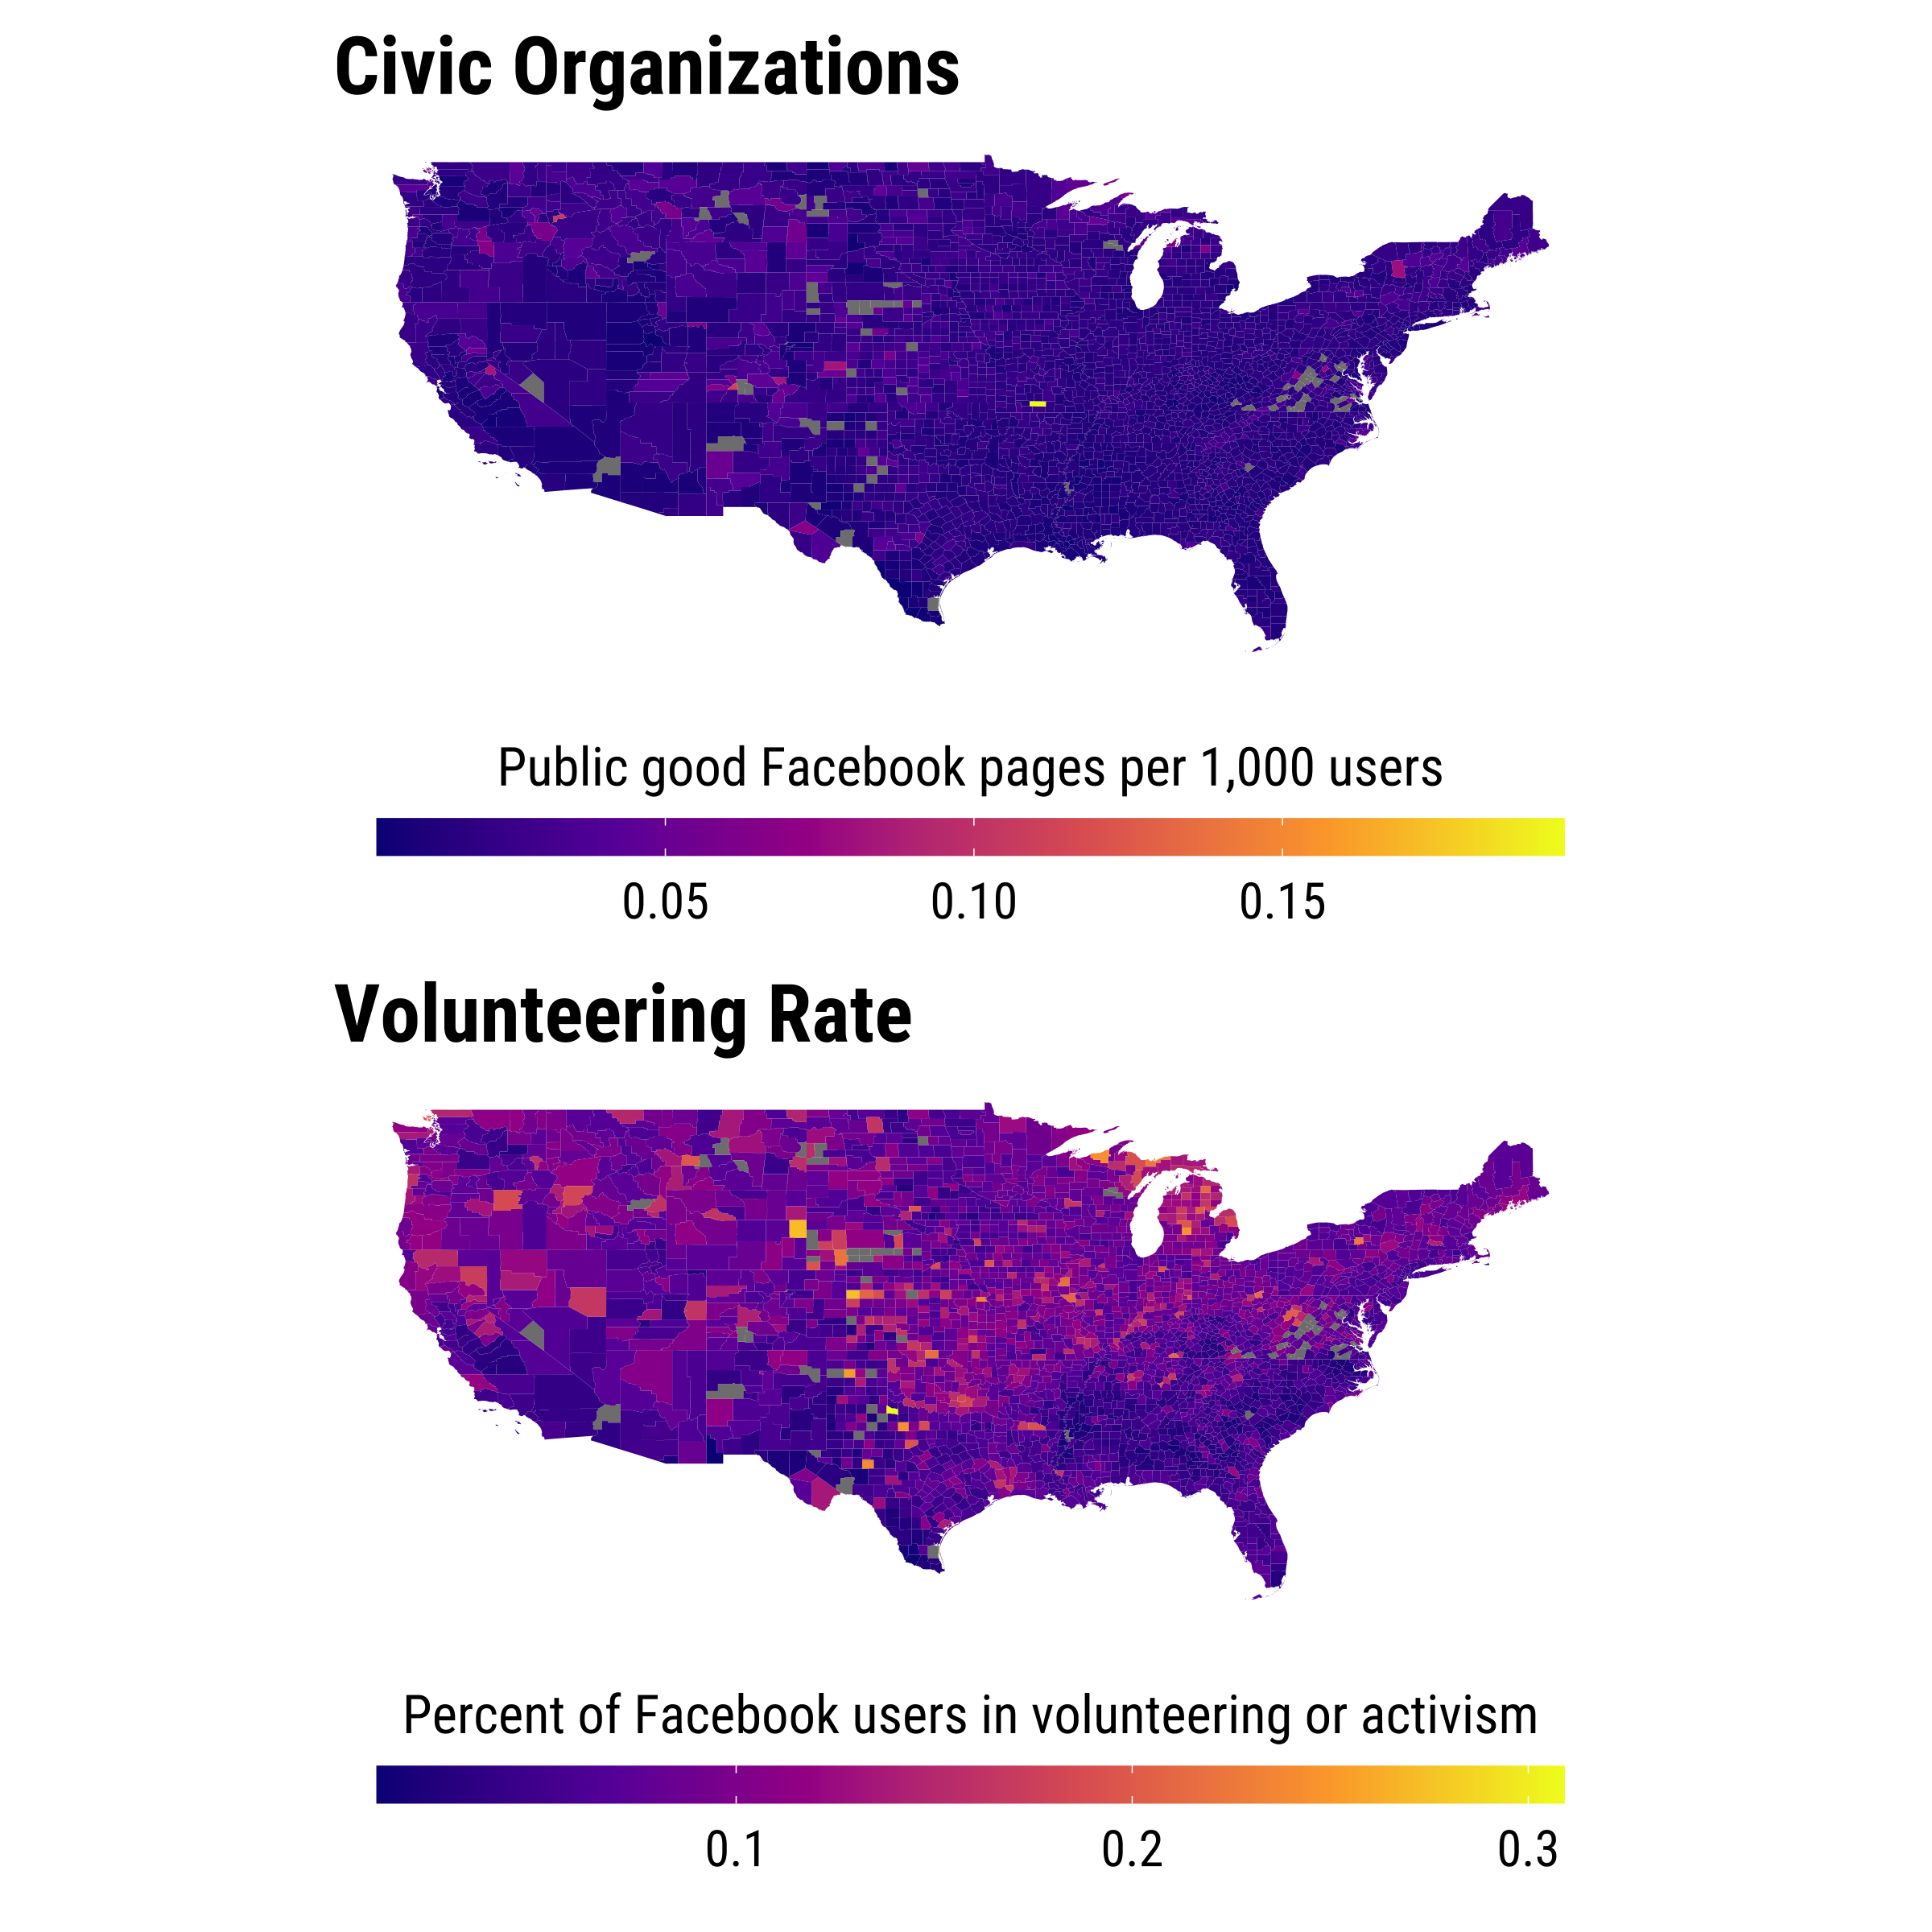 Civic Organizations
Public good Facebook pages per 1,000 users
0.05 0.10 0.15
Volunteering Rate
Percent of Facebook users in volunteering or activism
0.1 0.2 0.3